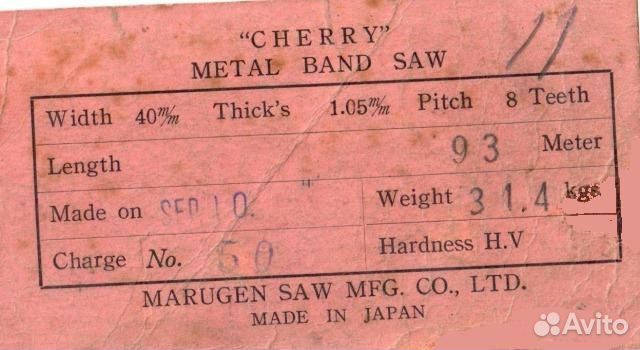 "CHERRY"
METAL BAND SAW
11
Width 40m/m Thick's 1.05m/m Pitch 8 Teeth
Length 93 Meter
Made on SEP 10. Weight 31.4 kgs
Charge No. 50 Hardness H.V
MARUGEN SAW MFG. CO., LTD.
MADE IN JAPAN
Avito